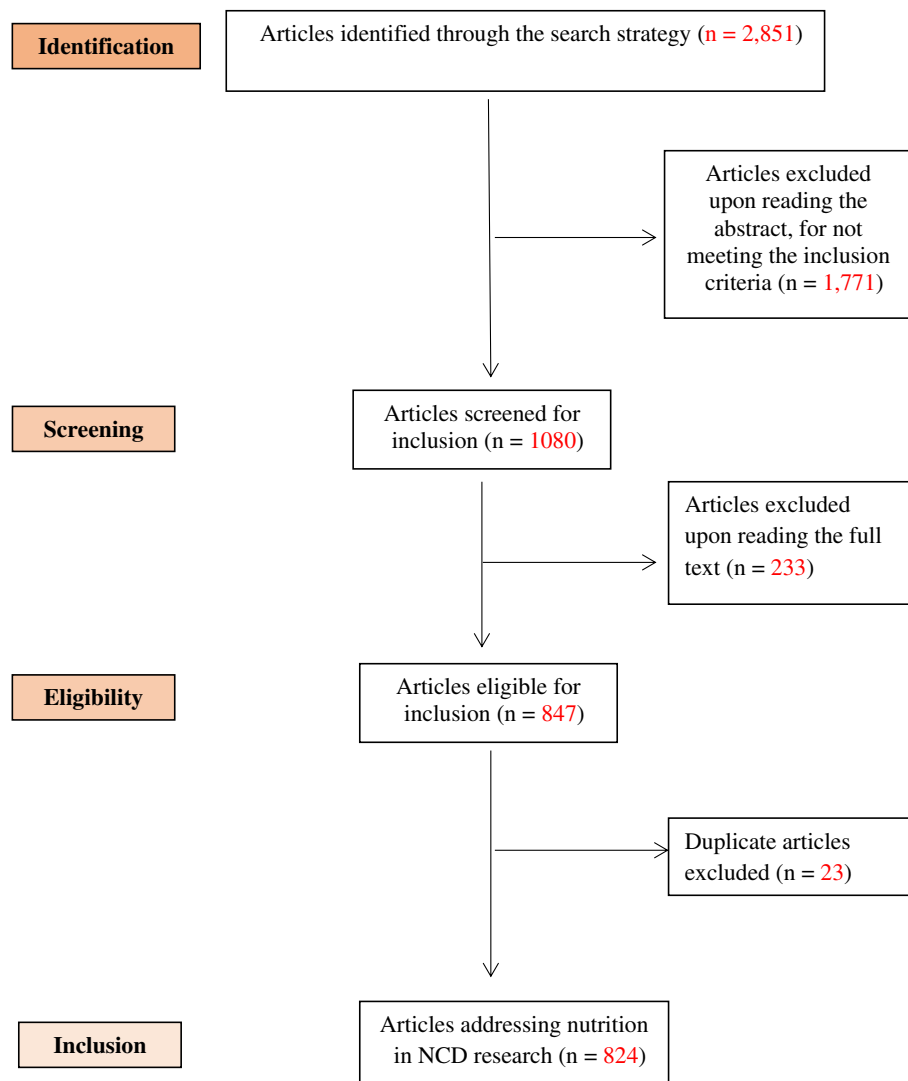 Identification
Articles identified through the search strategy (n = 2,851)
Articles excluded
upon reading the
abstract, for not
meeting the inclusion
criteria (n = 1,771)
Screening
Articles screened for
inclusion (n = 1080)
Articles excluded
upon reading the full
text (n = 233)
Eligibility
Articles eligible for
inclusion (n = 847)
Duplicate articles
excluded (n = 23)
Inclusion
Articles addressing nutrition
in NCD research (n = 824)